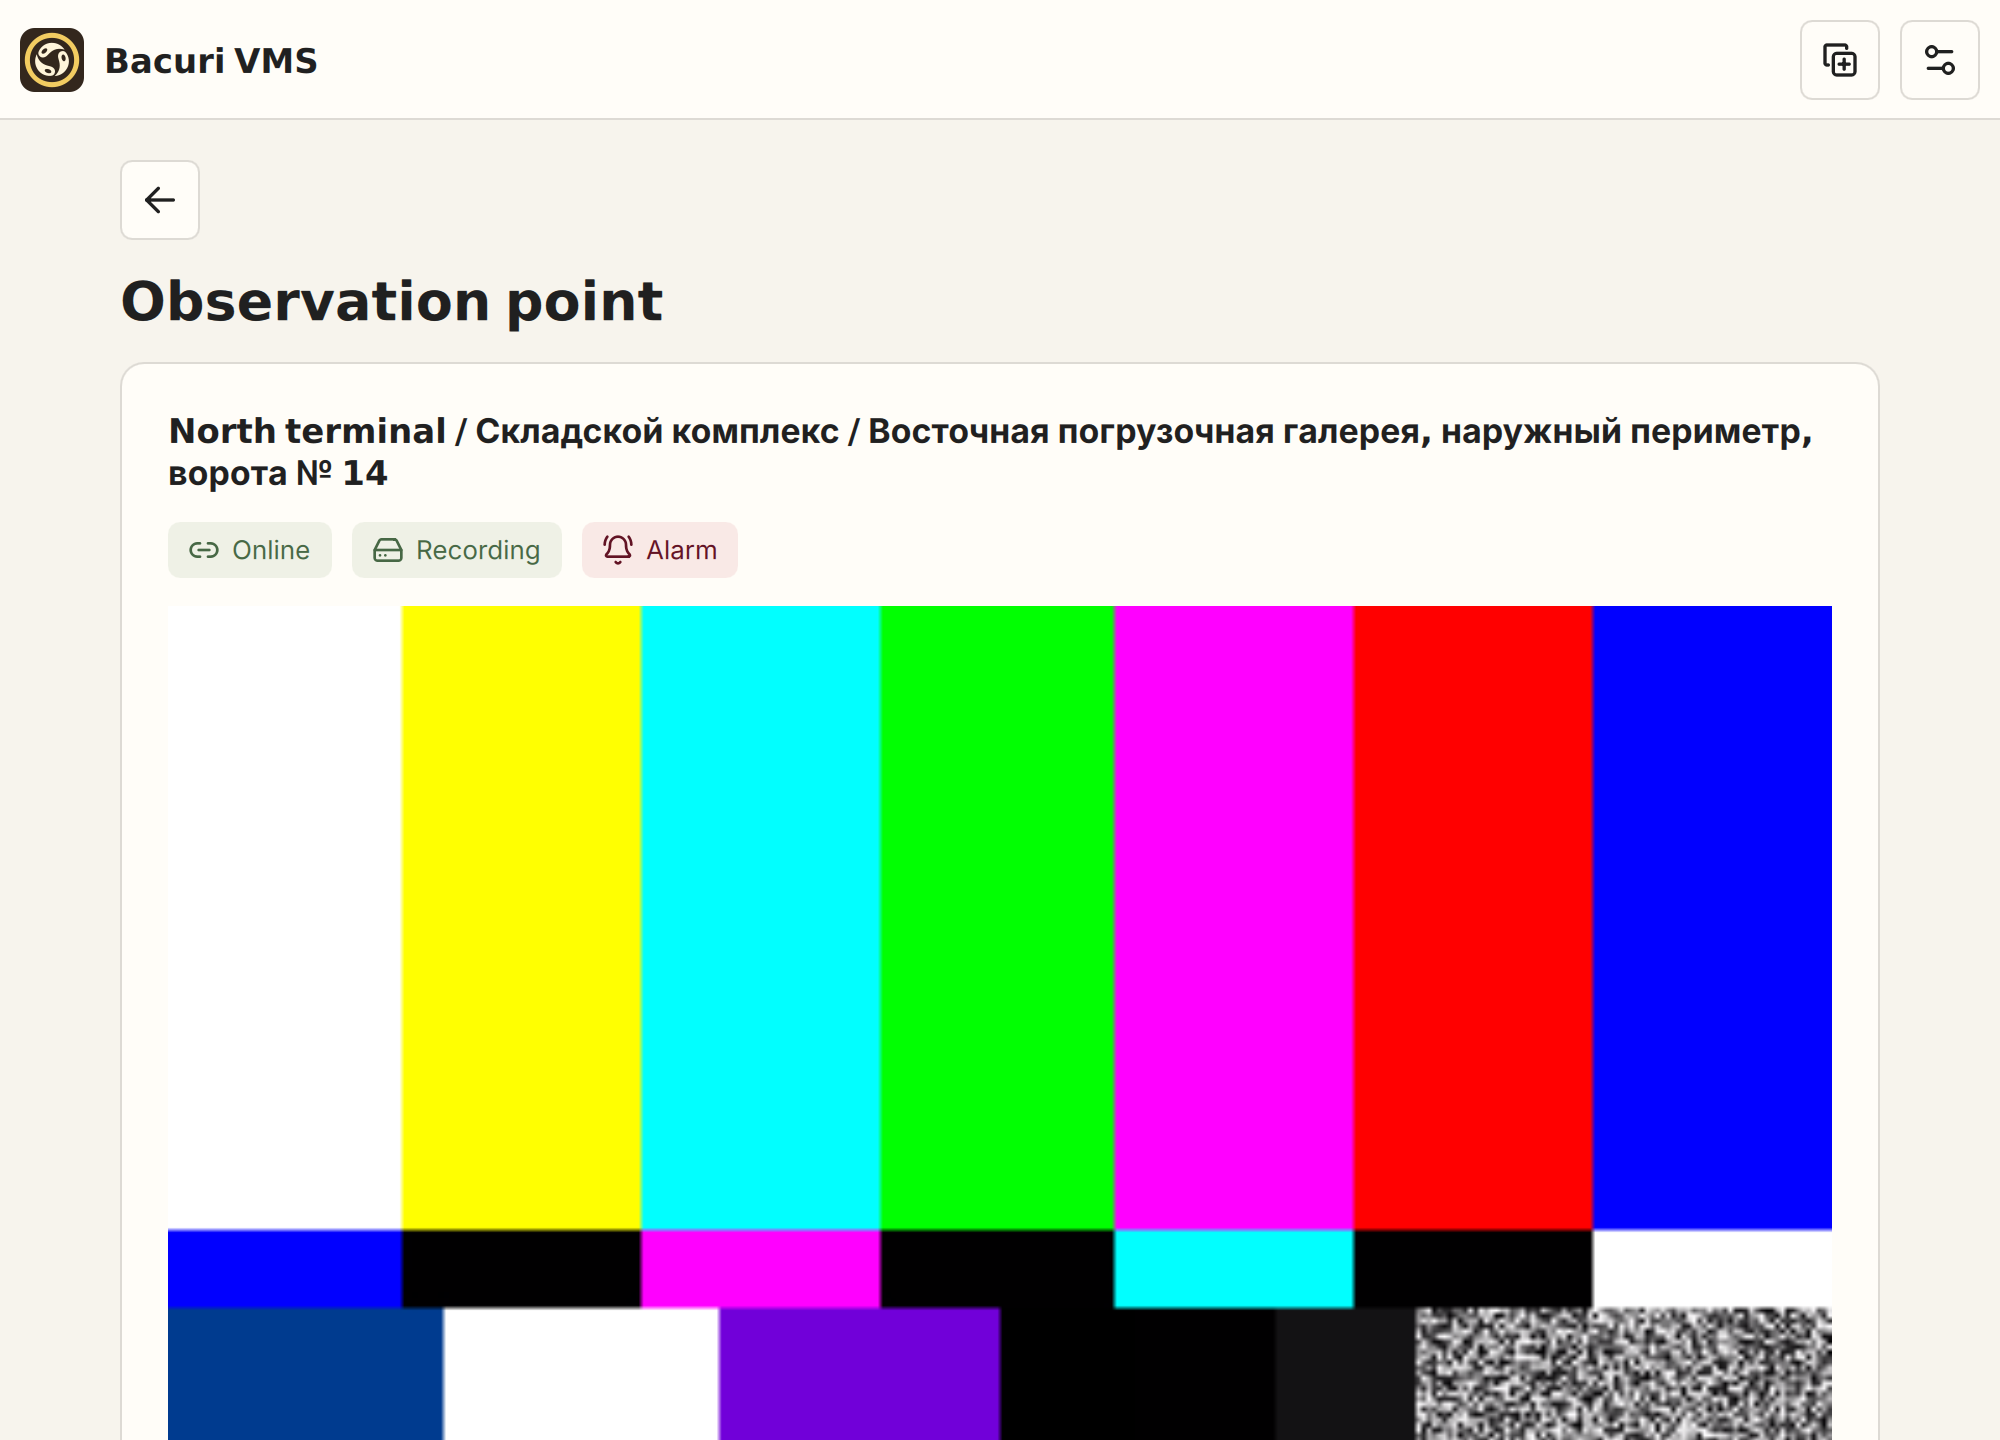 Bacuri VMS
Observation point
North terminal / Складской комплекс / Восточная погрузочная галерея, наружный периметр,
ворота № 14
Online
Recording
Alarm